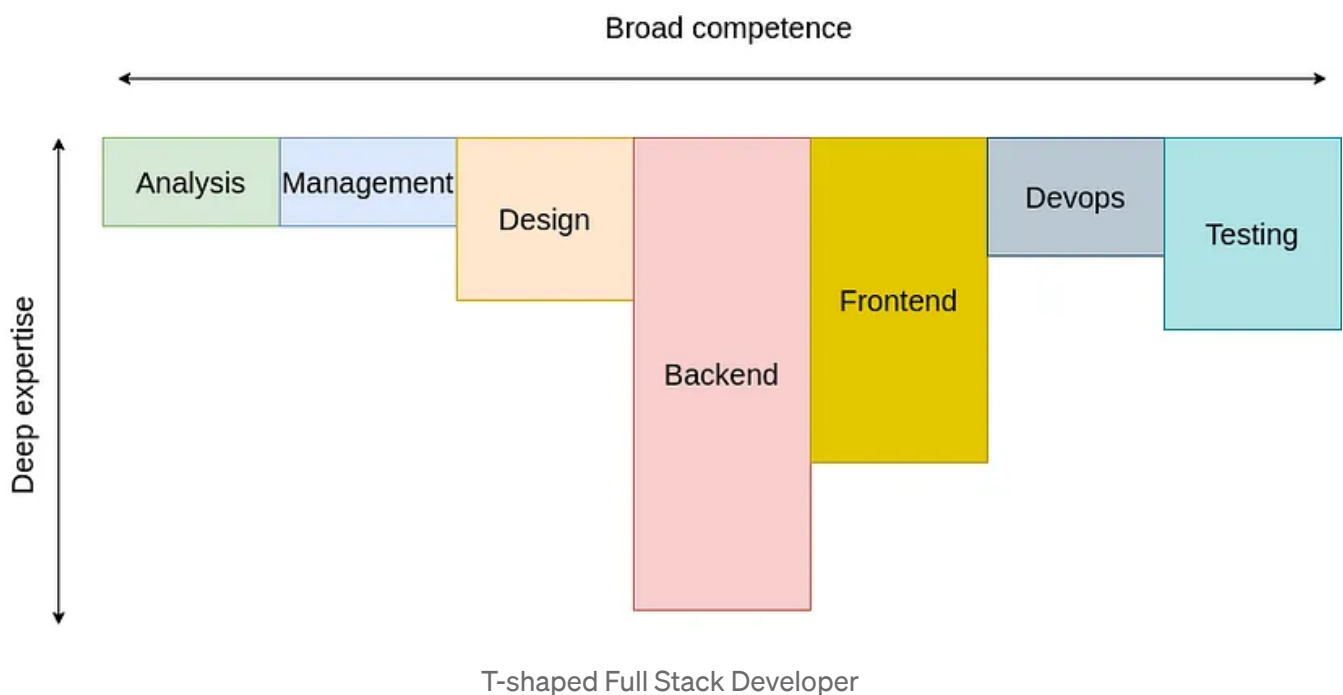 Broad competence
Deep expertise
Analysis
Management
Design
Backend
Frontend
Devops
Testing
T-shaped Full Stack Developer